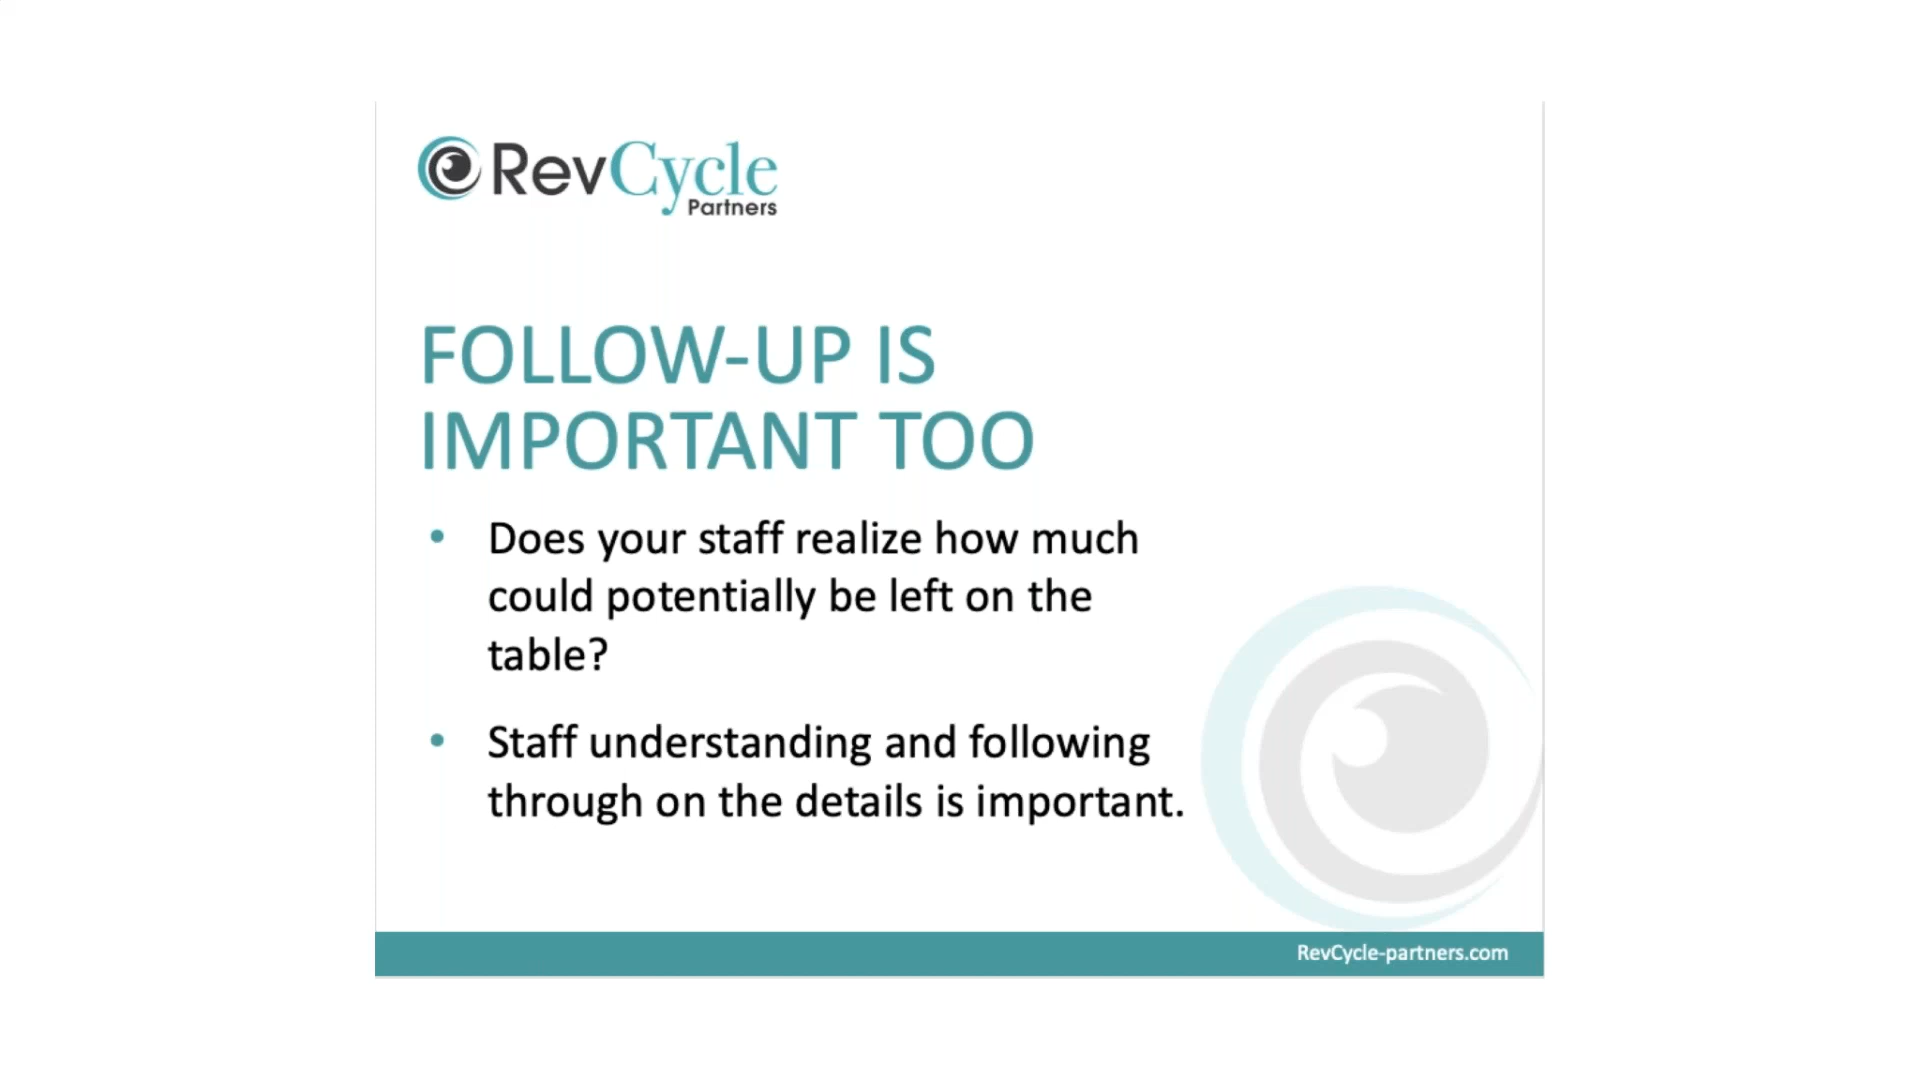 RevCycle
Partners
FOLLOW-UP IS
IMPORTANT TOO
• Does your staff realize how much
could potentially be left on the
table?
• Staff understanding and following
through on the details is important.
RevCycle-partners.com